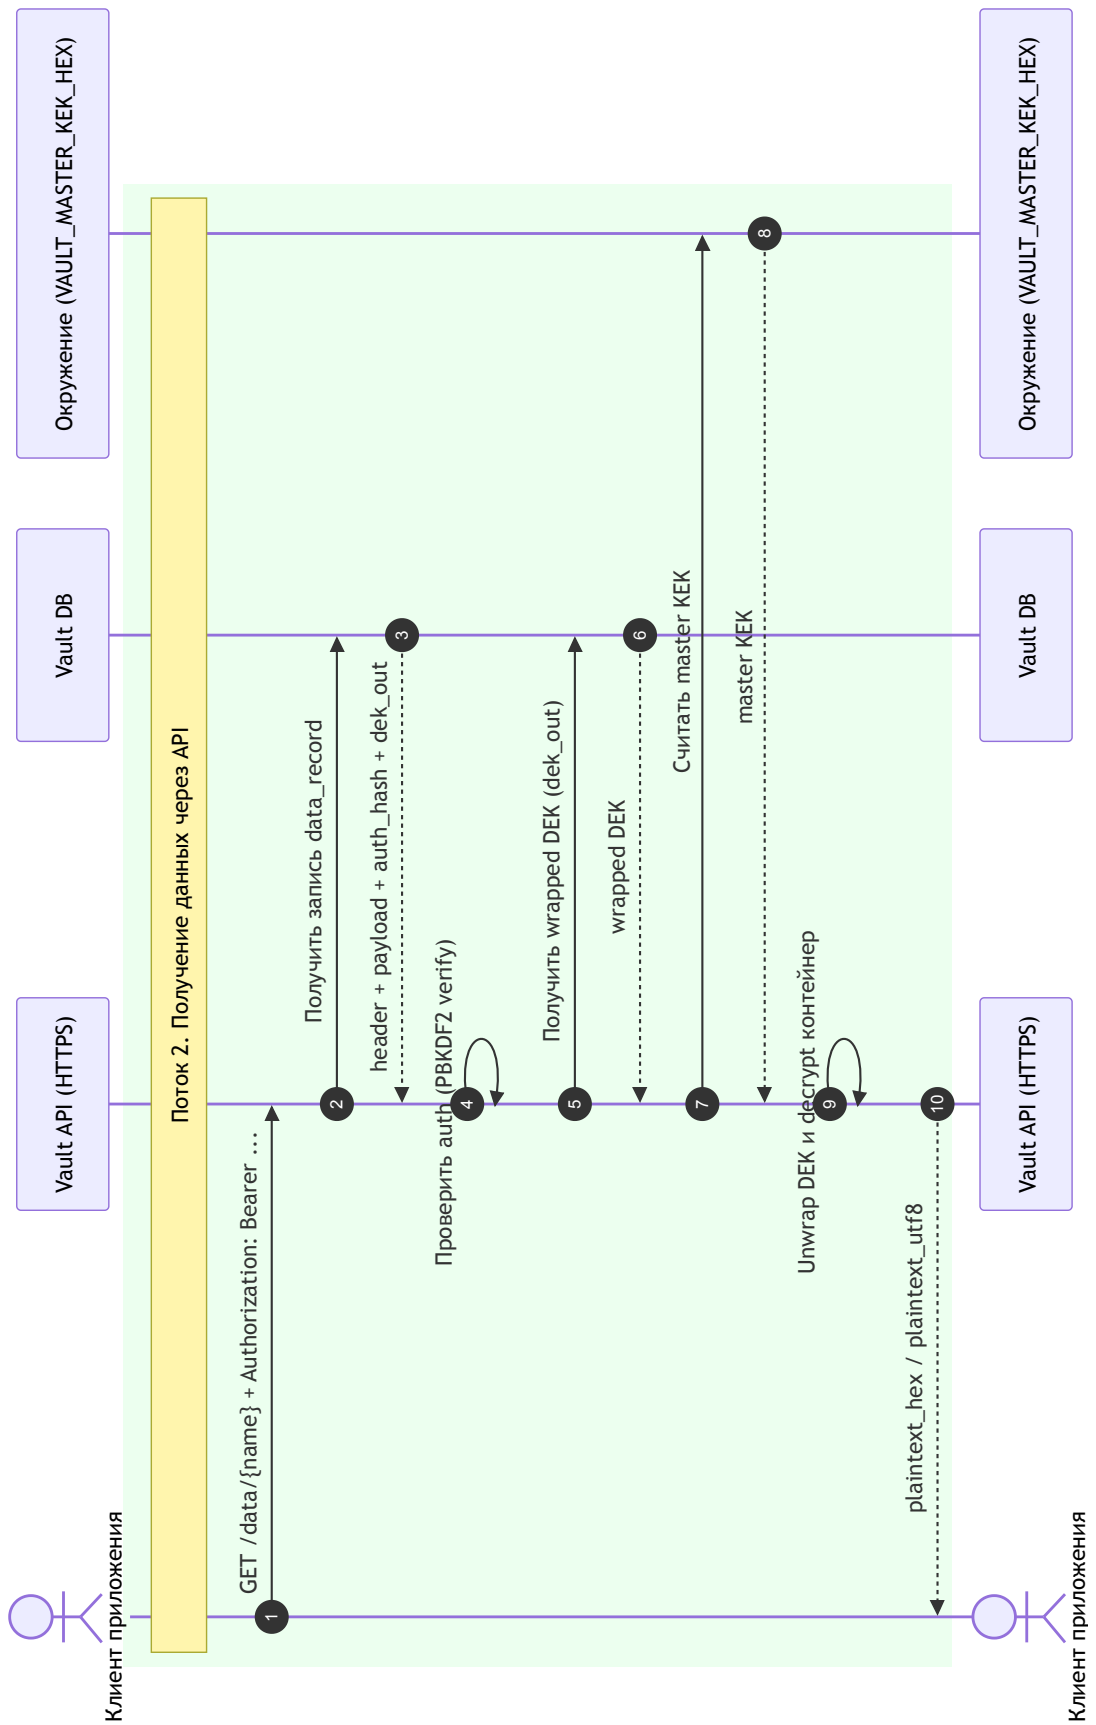 Клиент приложения
Vault API (HTTPS)
Vault DB
Окружение (VAULT_MASTER_KEK_HEX)
Поток 2. Получение данных через API
GET /data/{name} + Authorization: Bearer ...
1
Получить запись data_record
2
header + payload + auth_hash + dek_out
3
Проверить auth (PBKDF2 verify)
4
Получить wrapped DEK (dek_out)
5
wrapped DEK
6
Считать master KEK
7
master KEK
8
Unwrap DEK и decrypt контейнер
9
plaintext_hex / plaintext_utf8
10
Клиент приложения
Vault API (HTTPS)
Vault DB
Окружение (VAULT_MASTER_KEK_HEX)